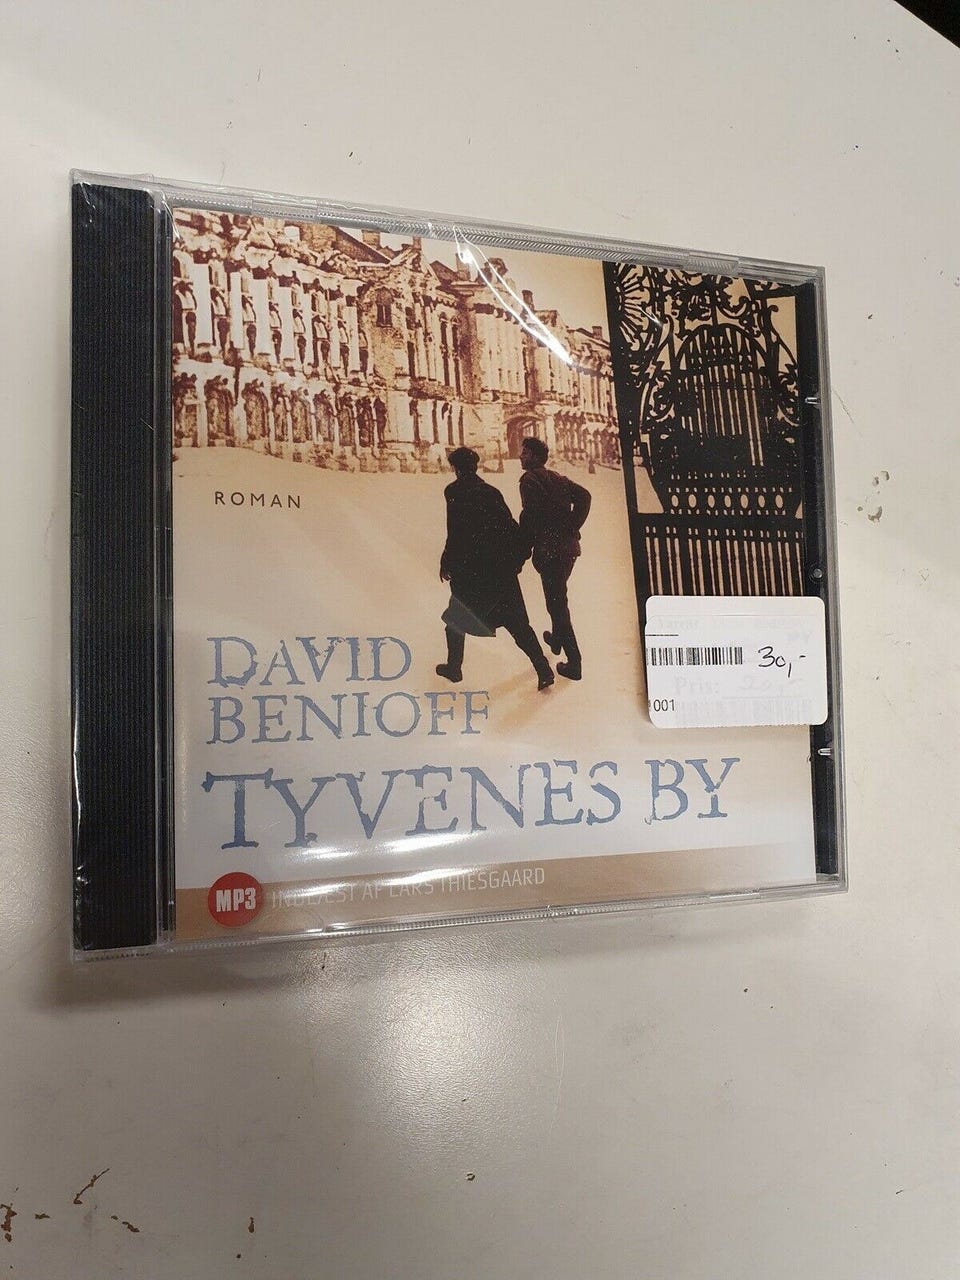 ROMAN
DAVID
BENIOFF
TYVENES BY
MP3 INDLÆST AF LARS THIESGAARD
30,-
Pris:
001